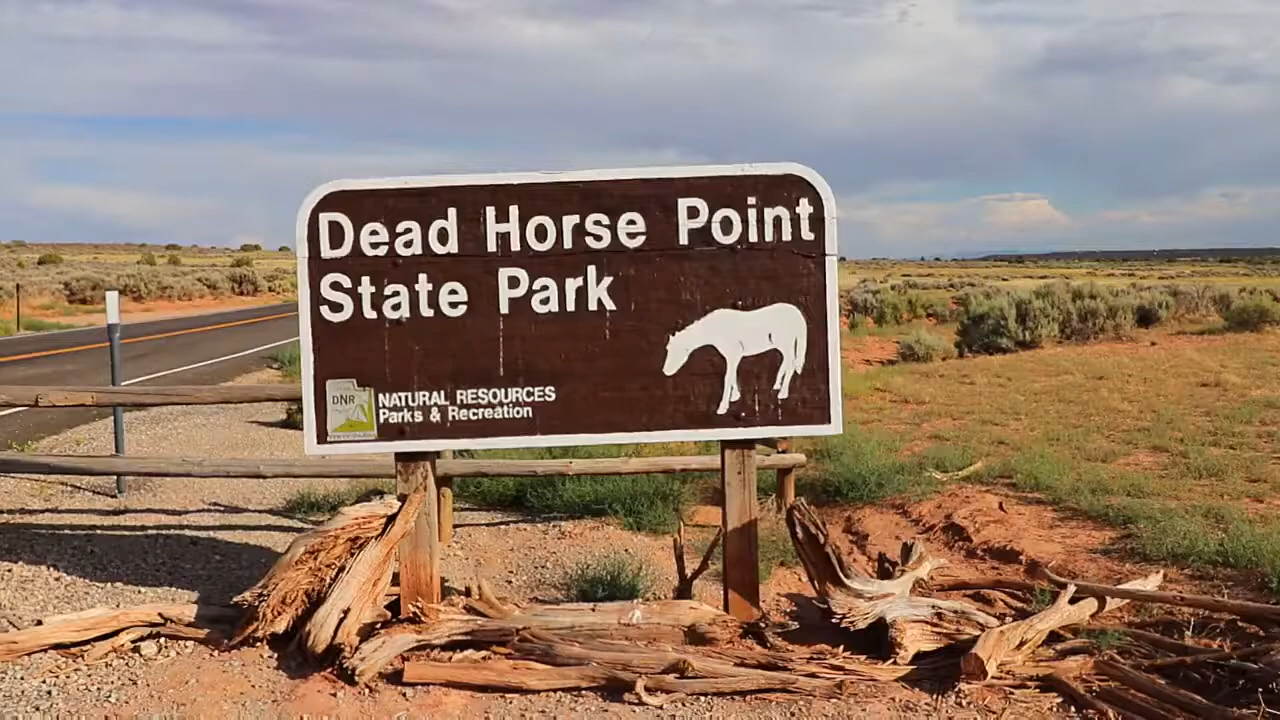 Dead Horse Point
State Park
DNR
NATURAL RESOURCES
Parks & Recreation